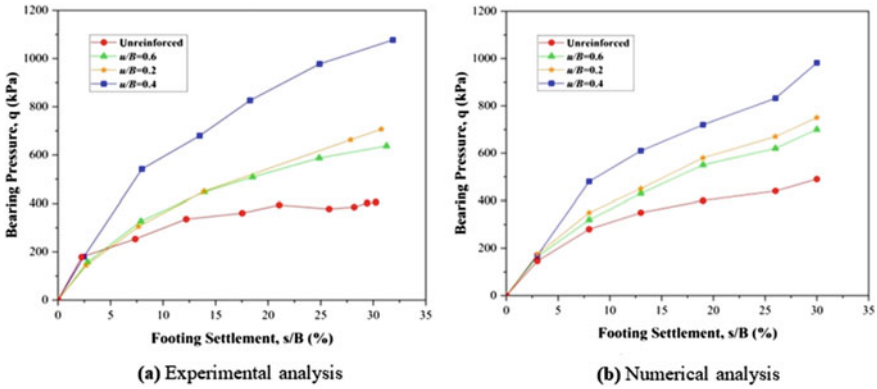 1200
1000
800
600
400
200
0
Bearing Pressure, q (kPa)
Unreinforced
u/B=0.6
u/B=0.2
u/B=0.4
0 5 10 15 20 25 30 35
Footing Settlement, s/B (%)
(a) Experimental analysis
1200
1000
800
600
400
200
0
Bearing Pressure, q (kPa)
Unreinforced
u/B=0.6
u/B=0.2
u/B=0.4
0 5 10 15 20 25 30 35
Footing Settlement, s/B (%)
(b) Numerical analysis